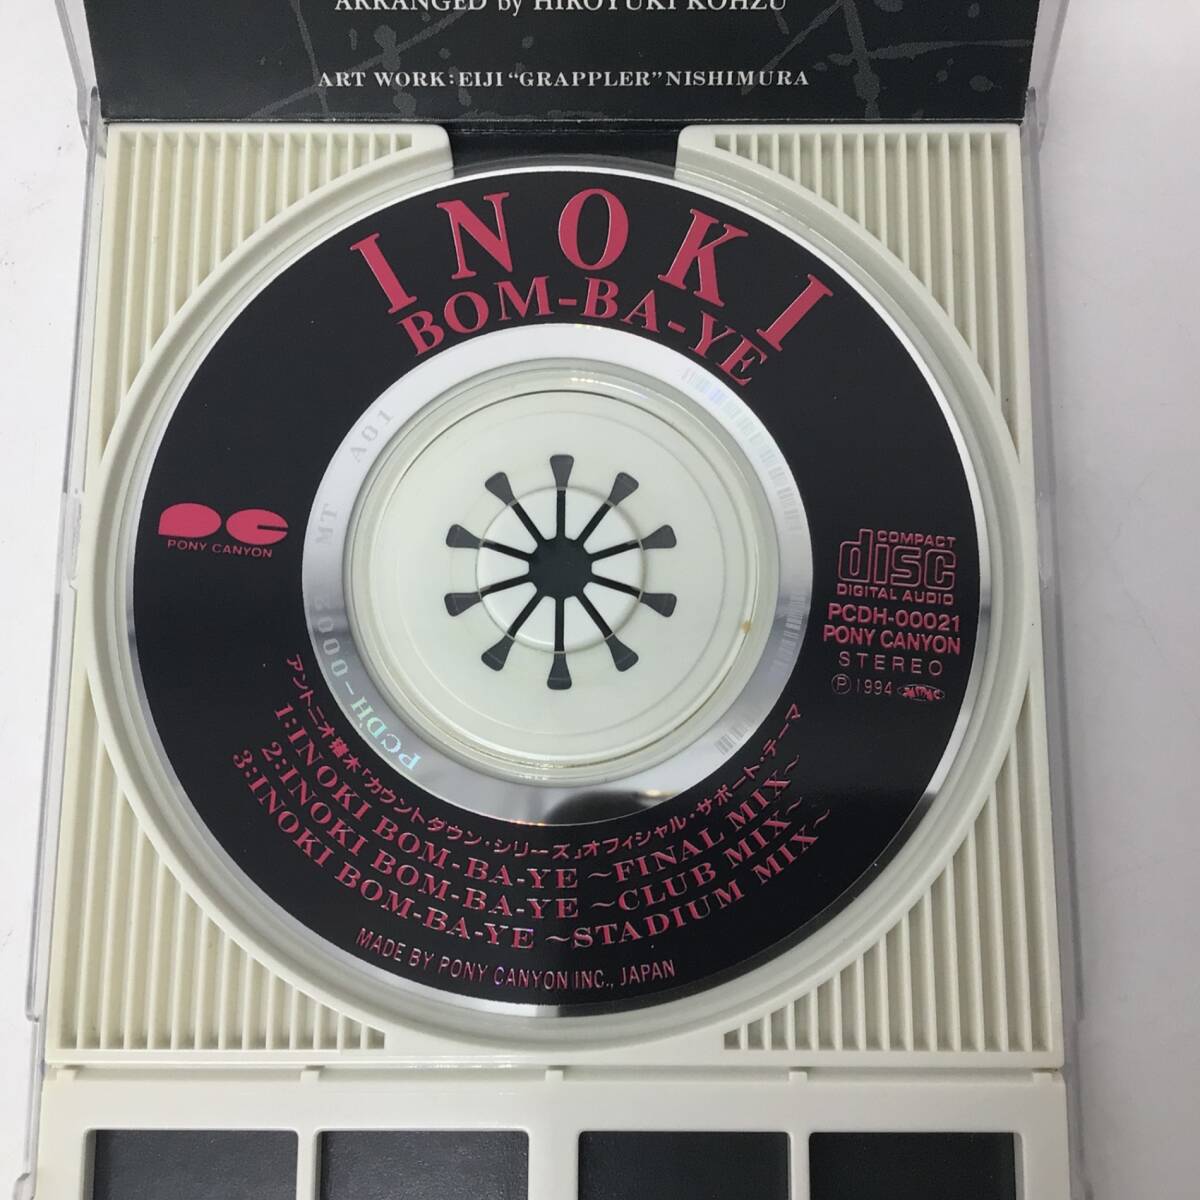 ARRANGED by HIROYUKI KOHZU
ART WORK:EIJI “GRAPPLER” NISHIMURA
INOKI
BOM-BA-YE
PONY CANYON
COMPACT
disc
DIGITAL AUDIO
PCDH-00021
PONY CANYON
STEREO
Ⓟ1994
MT A01
アントニオ猪木「カウントダウン・シリーズ」オフィシャル・サポート・テーマ
1:INOKI BOM-BA-YE ~FINAL MIX~
2:INOKI BOM-BA-YE ~CLUB MIX~
3:INOKI BOM-BA-YE ~STADIUM MIX~
MADE BY PONY CANYON INC., JAPAN